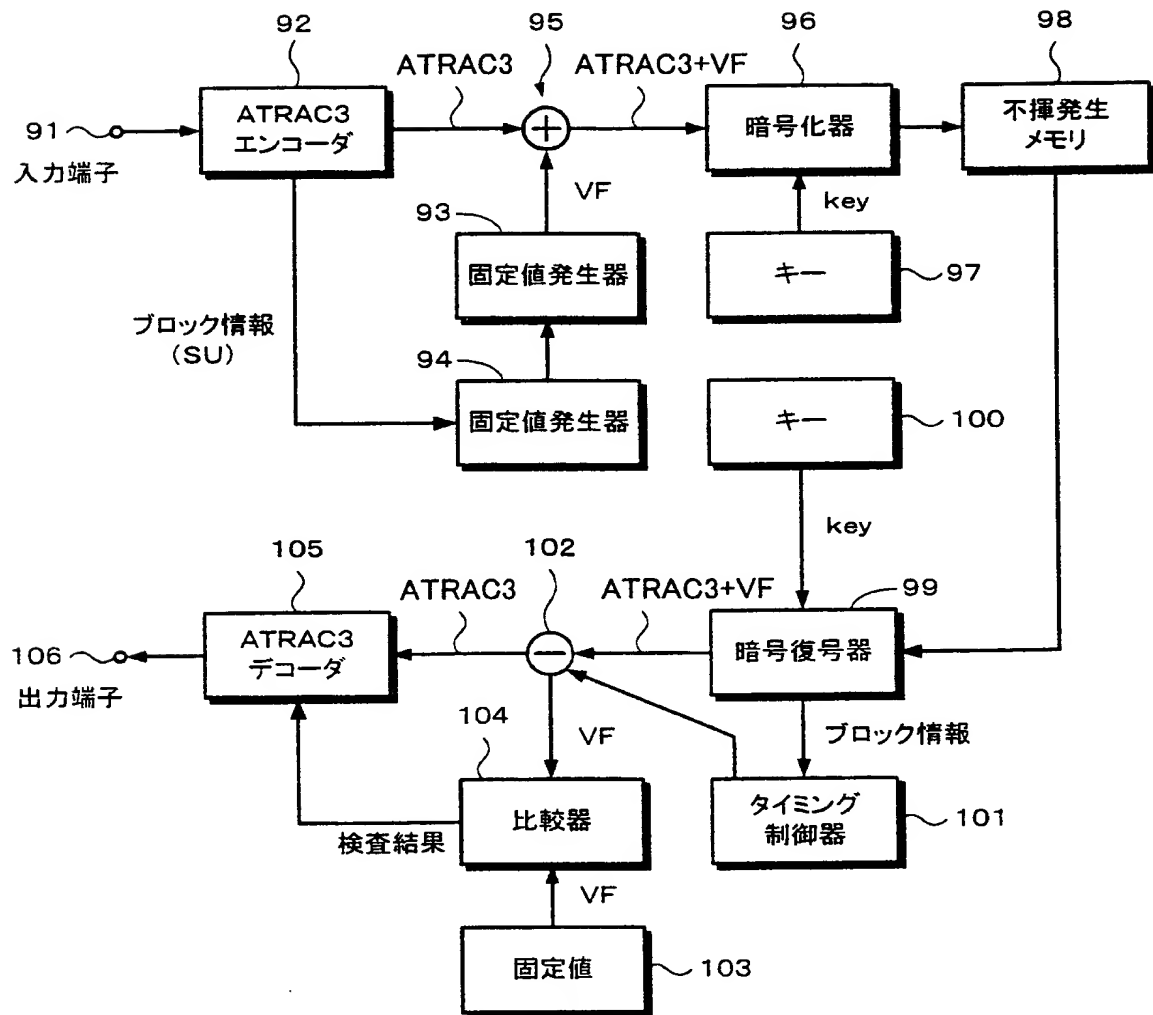 92
95
96
98
ATRAC3
ATRAC3+VF
91
ATRAC3
エンコーダ
暗号化器
不揮発生
メモリ
入力端子
VF
key
93
固定値発生器
キー
97
ブロック情報
(SU)
94
固定値発生器
キー
100
key
105
102
ATRAC3
ATRAC3+VF
99
106
ATRAC3
デコーダ
暗号復号器
出力端子
104
VF
ブロック情報
比較器
タイミング
制御器
101
検査結果
VF
固定値
103